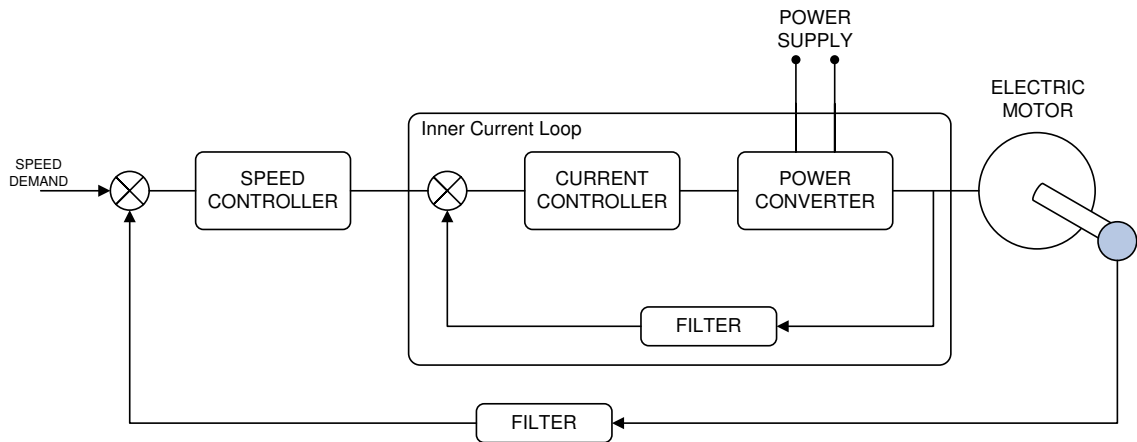 POWER
SUPPLY
ELECTRIC
MOTOR
Inner Current Loop
SPEED
DEMAND
SPEED
CONTROLLER
CURRENT
CONTROLLER
POWER
CONVERTER
FILTER
FILTER